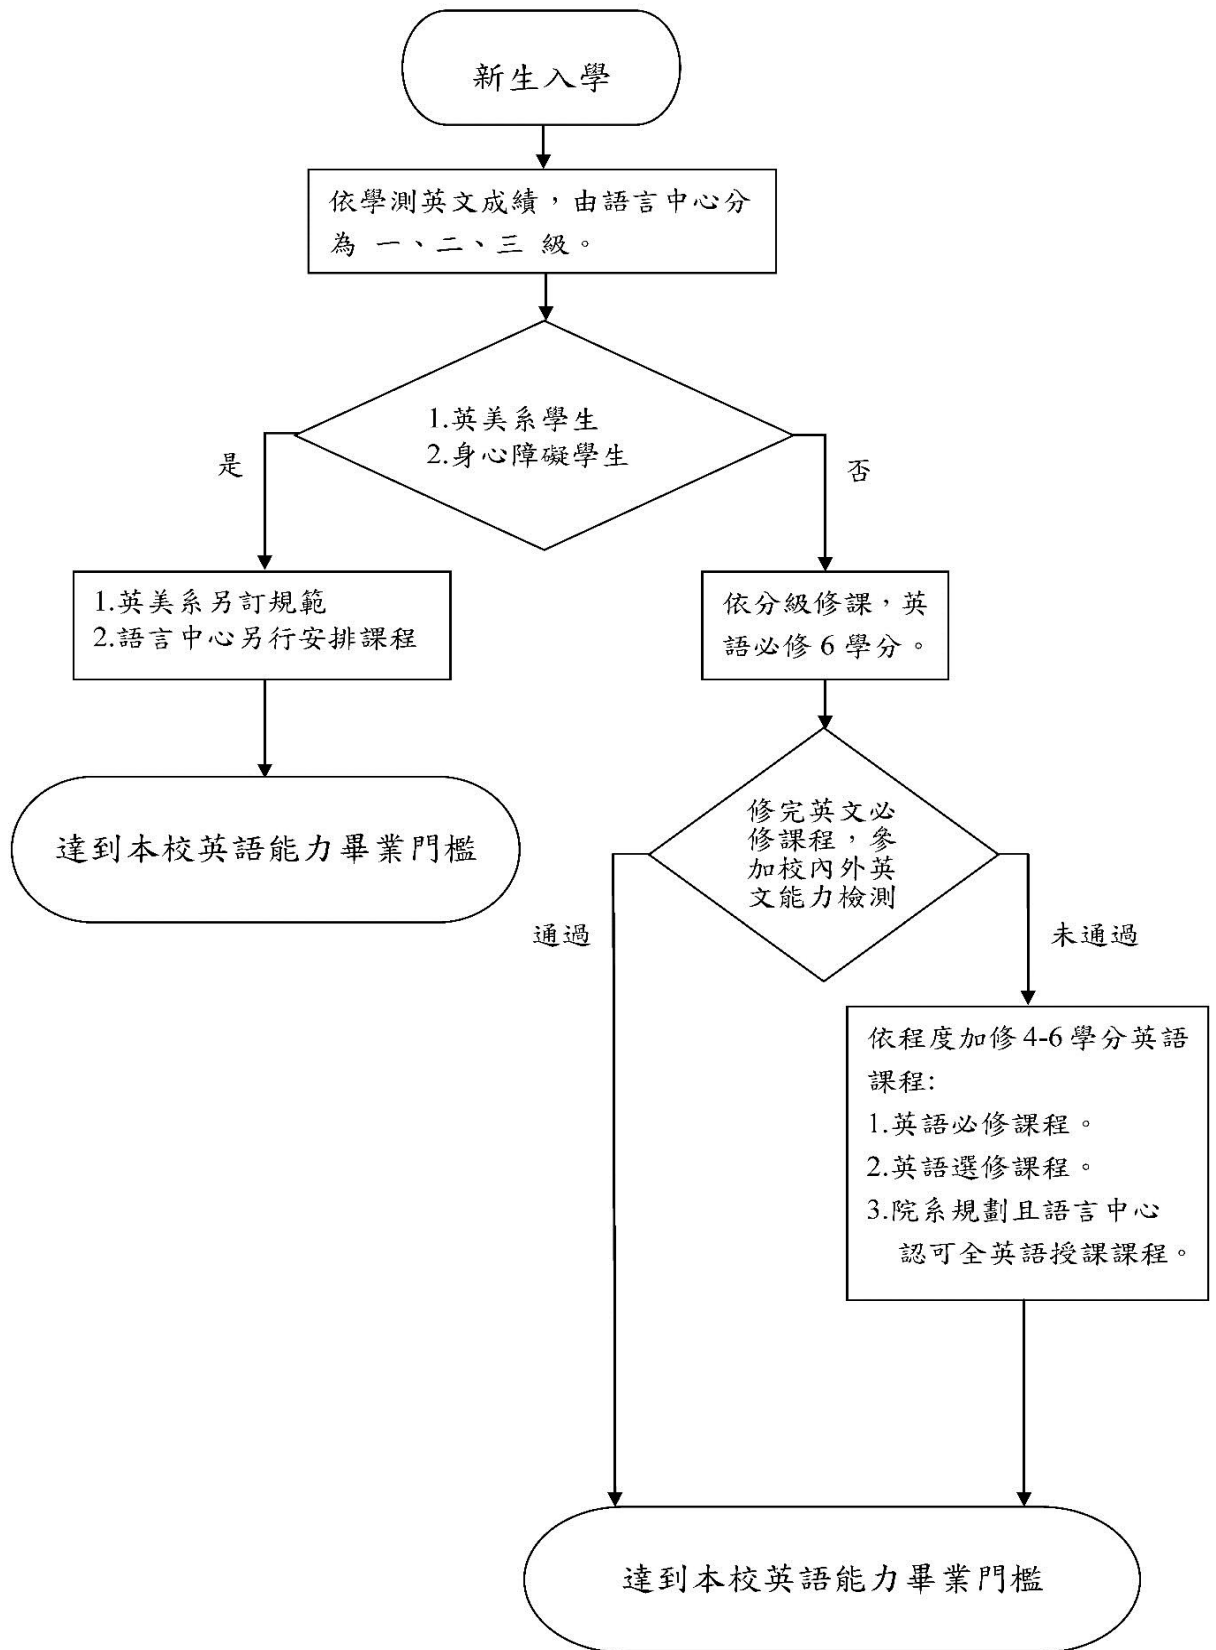 新生入學
依學測英文成績，由語言中心分
為 一、二、三 級。
1.英美系學生
2.身心障礙學生
是
否
1.英美系另訂規範
2.語言中心另行安排課程
依分級修課，英
語必修 6 學分。
達到本校英語能力畢業門檻
修完英文必
修課程，參
加校內外英
文能力檢測
通過
未通過
依程度加修 4-6 學分英語
課程:
1.英語必修課程。
2.英語選修課程。
3.院系規劃且語言中心
認可全英語授課課程。
達到本校英語能力畢業門檻